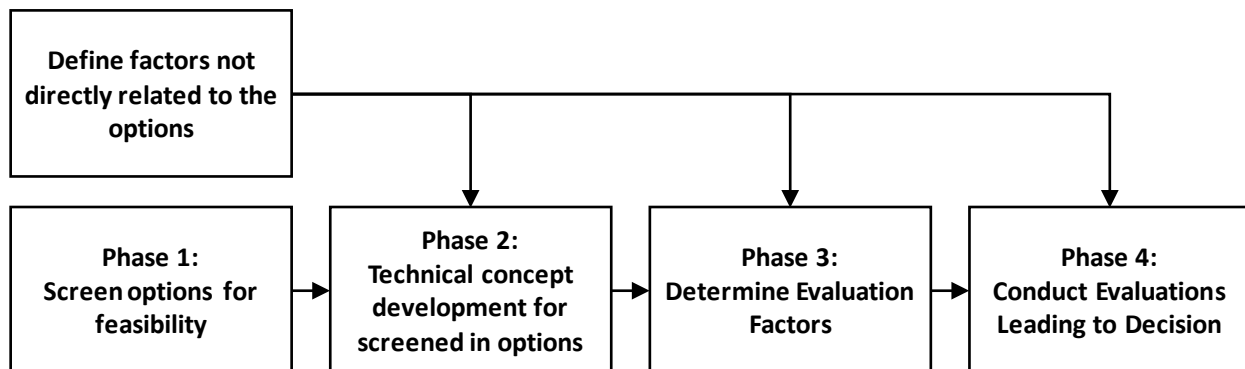 Define factors not
directly related to the
options
Phase 1:
Screen options for
feasibility
Phase 2:
Technical concept
development for
screened in options
Phase 3:
Determine Evaluation
Factors
Phase 4:
Conduct Evaluations
Leading to Decision